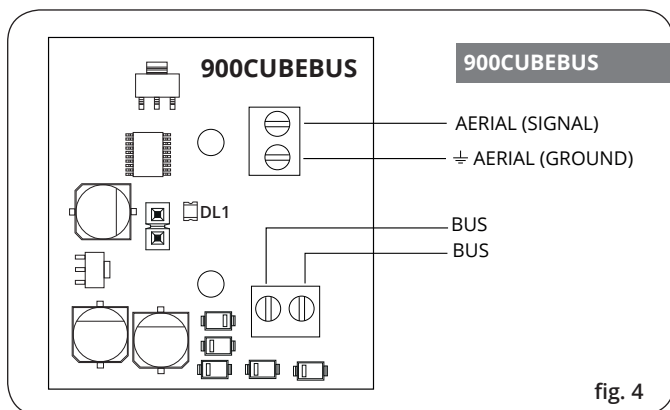 900CUBEBUS
900CUBEBUS
AERIAL (SIGNAL)
⏚ AERIAL (GROUND)
DL1
BUS
BUS
fig. 4